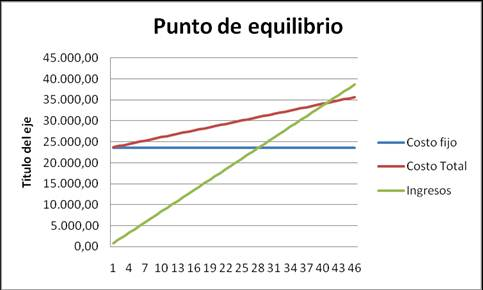 Punto de equilibrio
45.000,00
40.000,00
35.000,00
30.000,00
25.000,00
20.000,00
15.000,00
10.000,00
5.000,00
0,00
Título del eje
1 4 7 10 13 16 19 22 25 28 31 34 37 40 43 46
Costo fijo
Costo Total
Ingresos